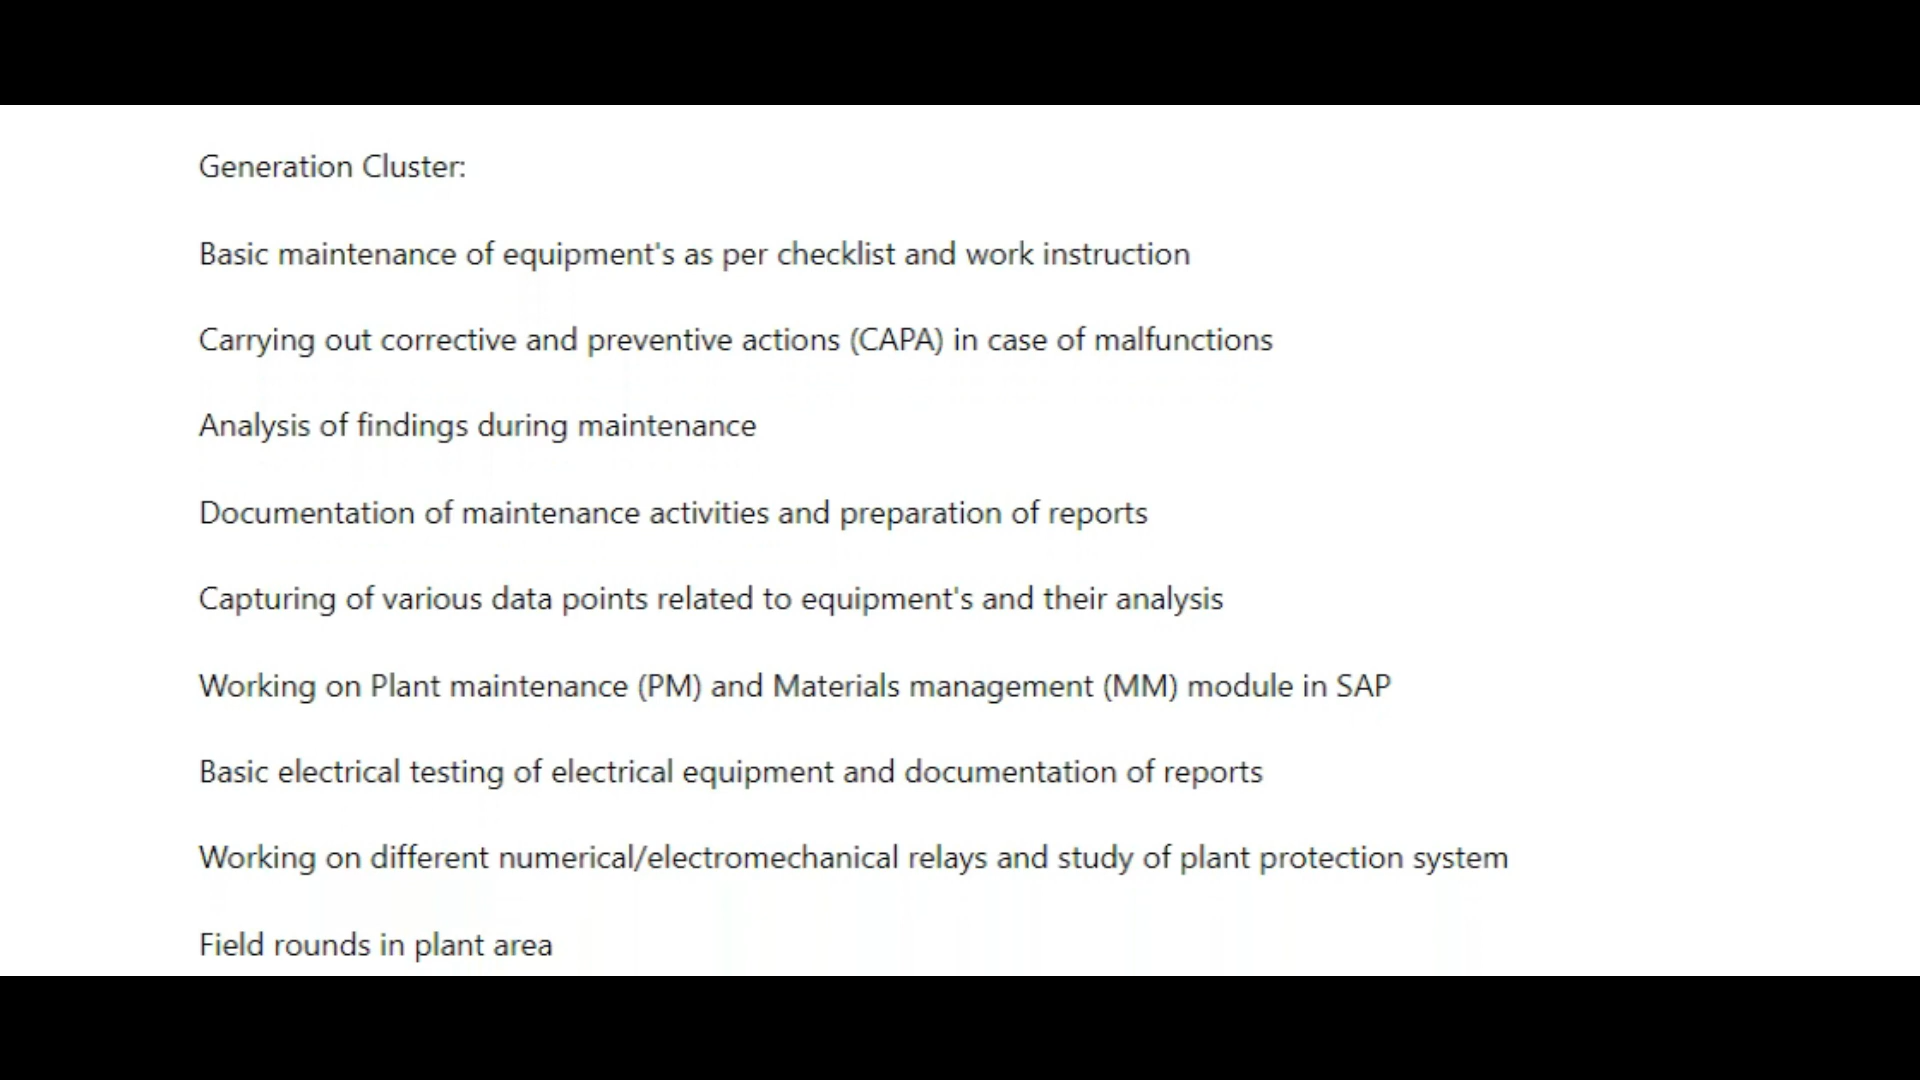 Generation Cluster:
Basic maintenance of equipment's as per checklist and work instruction
Carrying out corrective and preventive actions (CAPA) in case of malfunctions
Analysis of findings during maintenance
Documentation of maintenance activities and preparation of reports
Capturing of various data points related to equipment's and their analysis
Working on Plant maintenance (PM) and Materials management (MM) module in SAP
Basic electrical testing of electrical equipment and documentation of reports
Working on different numerical/electromechanical relays and study of plant protection system
Field rounds in plant area